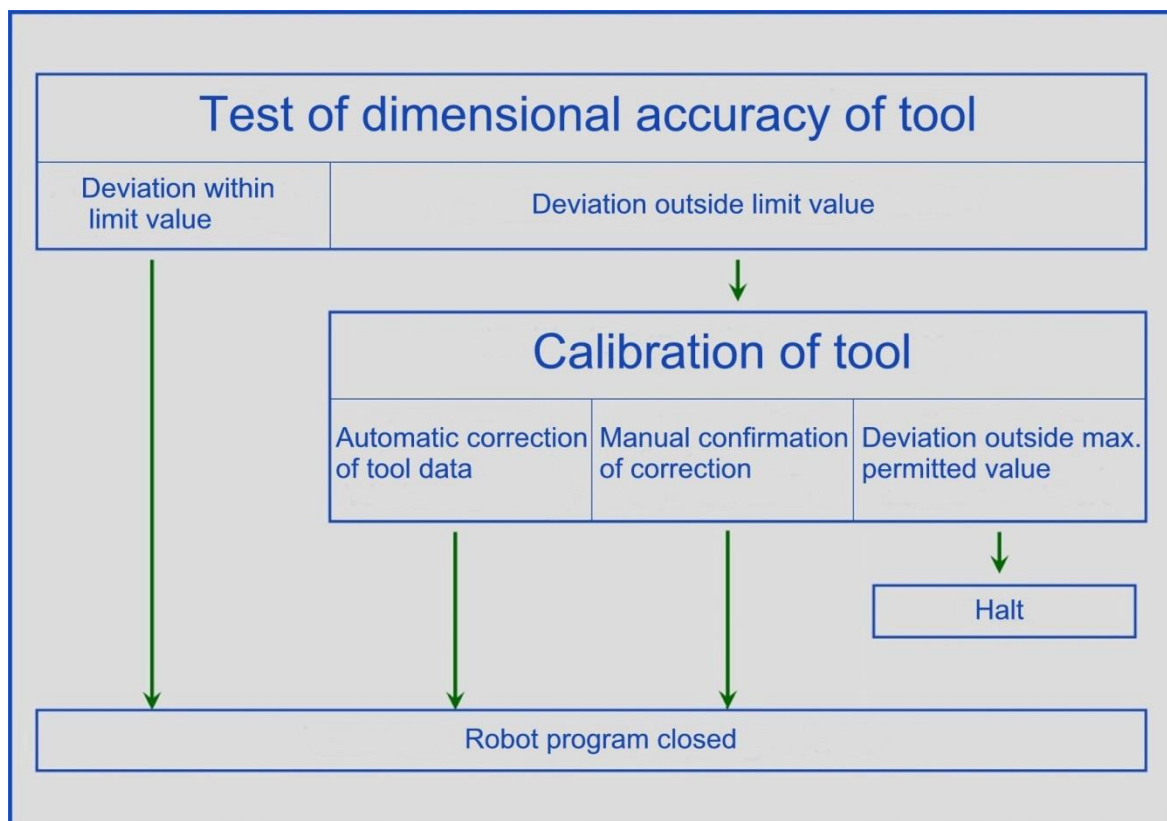 Test of dimensional accuracy of tool
Deviation within
limit value
Deviation outside limit value
Calibration of tool
Automatic correction
of tool data
Manual confirmation
of correction
Deviation outside max.
permitted value
Halt
Robot program closed